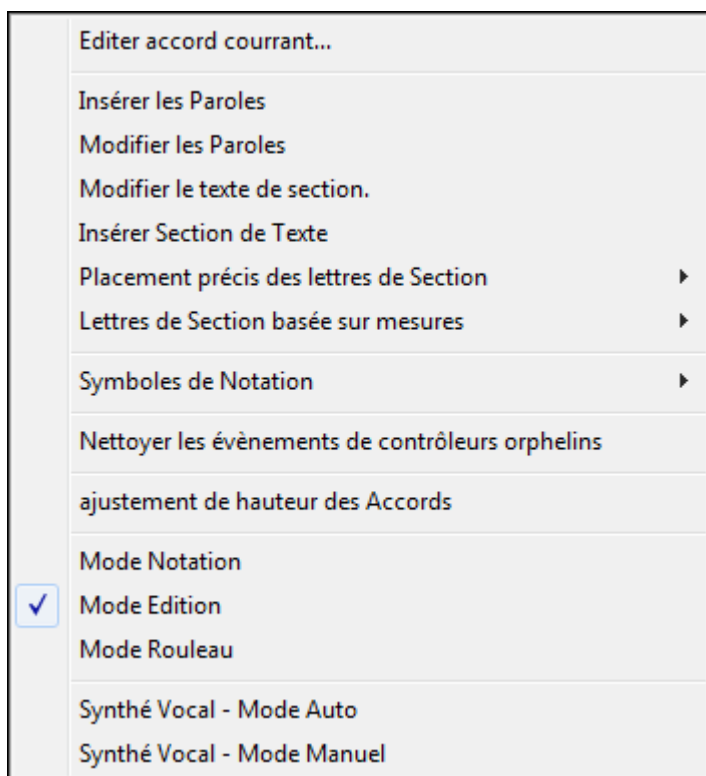 Editer accord courrant...
Insérer les Paroles
Modifier les Paroles
Modifier le texte de section.
Insérer Section de Texte
Placement précis des lettres de Section
Lettres de Section basée sur mesures
Symboles de Notation
Nettoyer les évènements de contrôleurs orphelins
ajustement de hauteur des Accords
Mode Notation
Mode Edition
Mode Rouleau
Synthé Vocal - Mode Auto
Synthé Vocal - Mode Manuel